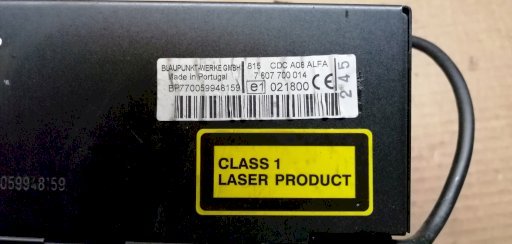 BLAUPUNKT-WERKE GMBH 815 CDC A08 ALFA
Made in Portugal 7 607 700 014
BP770059948159 e1 021800 CE
245
CLASS 1
LASER PRODUCT
059948159